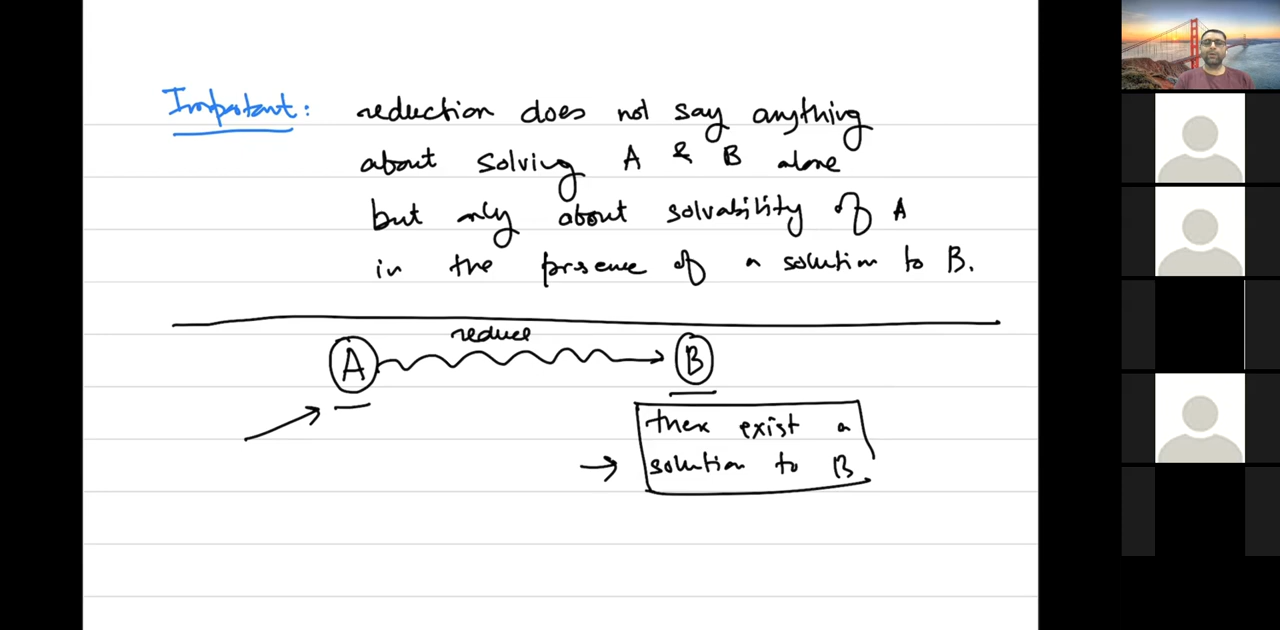 Important: reduction does not say anything
about solving A & B alone
but only about solvability of A
in the presence of a solution to B.
reduce
A B
there exist a
solution to B